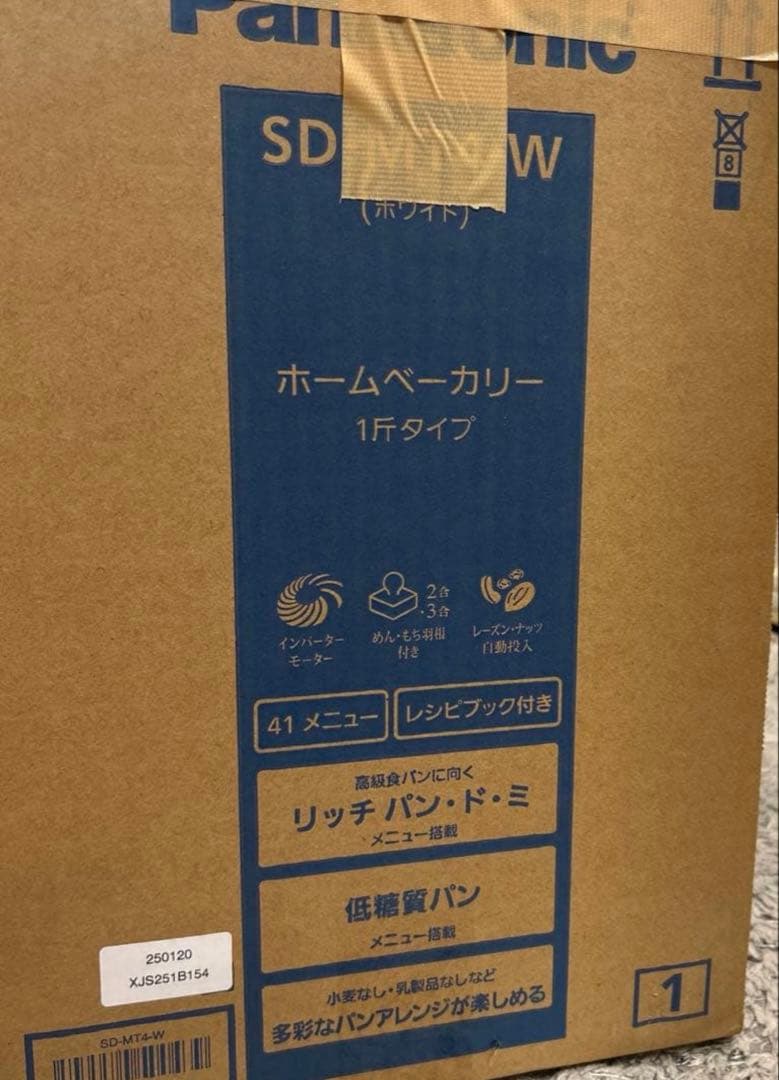 Panasonic
SD-MT4-W
(ホワイト)
8
ホームベーカリー
1斤タイプ
2合
・3合
インバーター
モーター
めん・もち羽根
付き
レーズン・ナッツ
自動投入
41 メニュー
レシピブック付き
高級食パンに向く
リッチ パン・ド・ミ
メニュー搭載
低糖質パン
メニュー搭載
小麦なし・乳製品なしなど
多彩なパンアレンジが楽しめる
250120
XJS251B154
SD-MT4-W
1